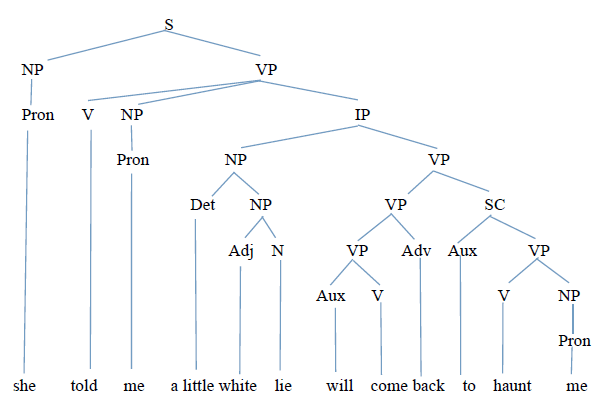 S
NP VP
Pron V NP IP
Pron NP VP
Det NP VP SC
Adj N VP Adv Aux VP
Aux V V NP
Pron
she told me a little white lie will come back to haunt me